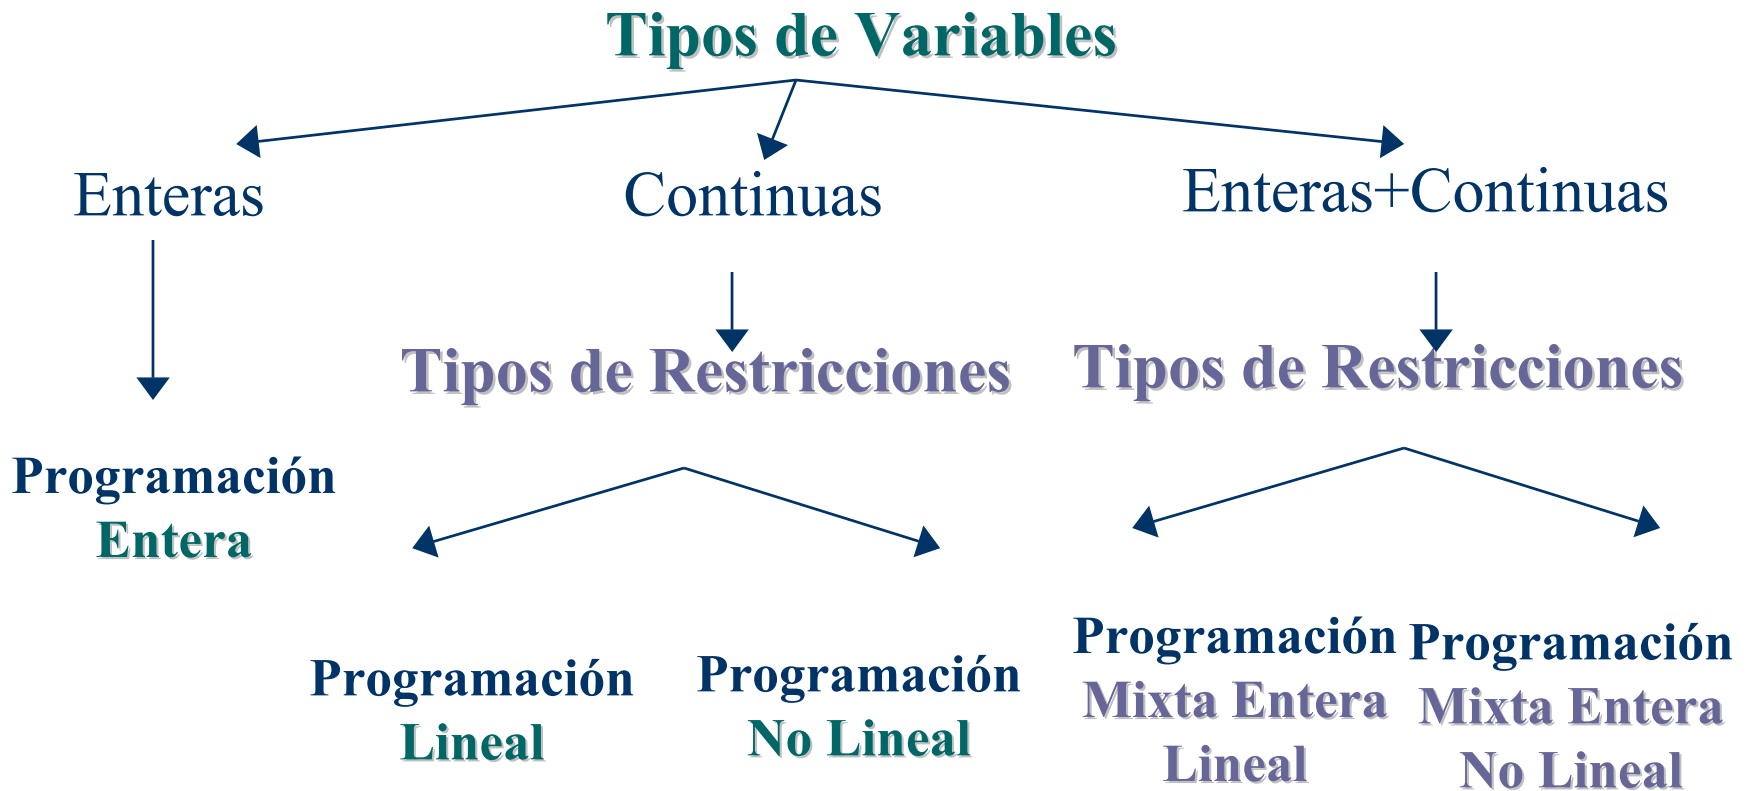 Tipos de Variables
Enteras
Continuas
Enteras+Continuas
Tipos de Restricciones
Tipos de Restricciones
Programación
Entera
Programación
Lineal
Programación
No Lineal
Programación
Mixta Entera
Lineal
Programación
Mixta Entera
No Lineal